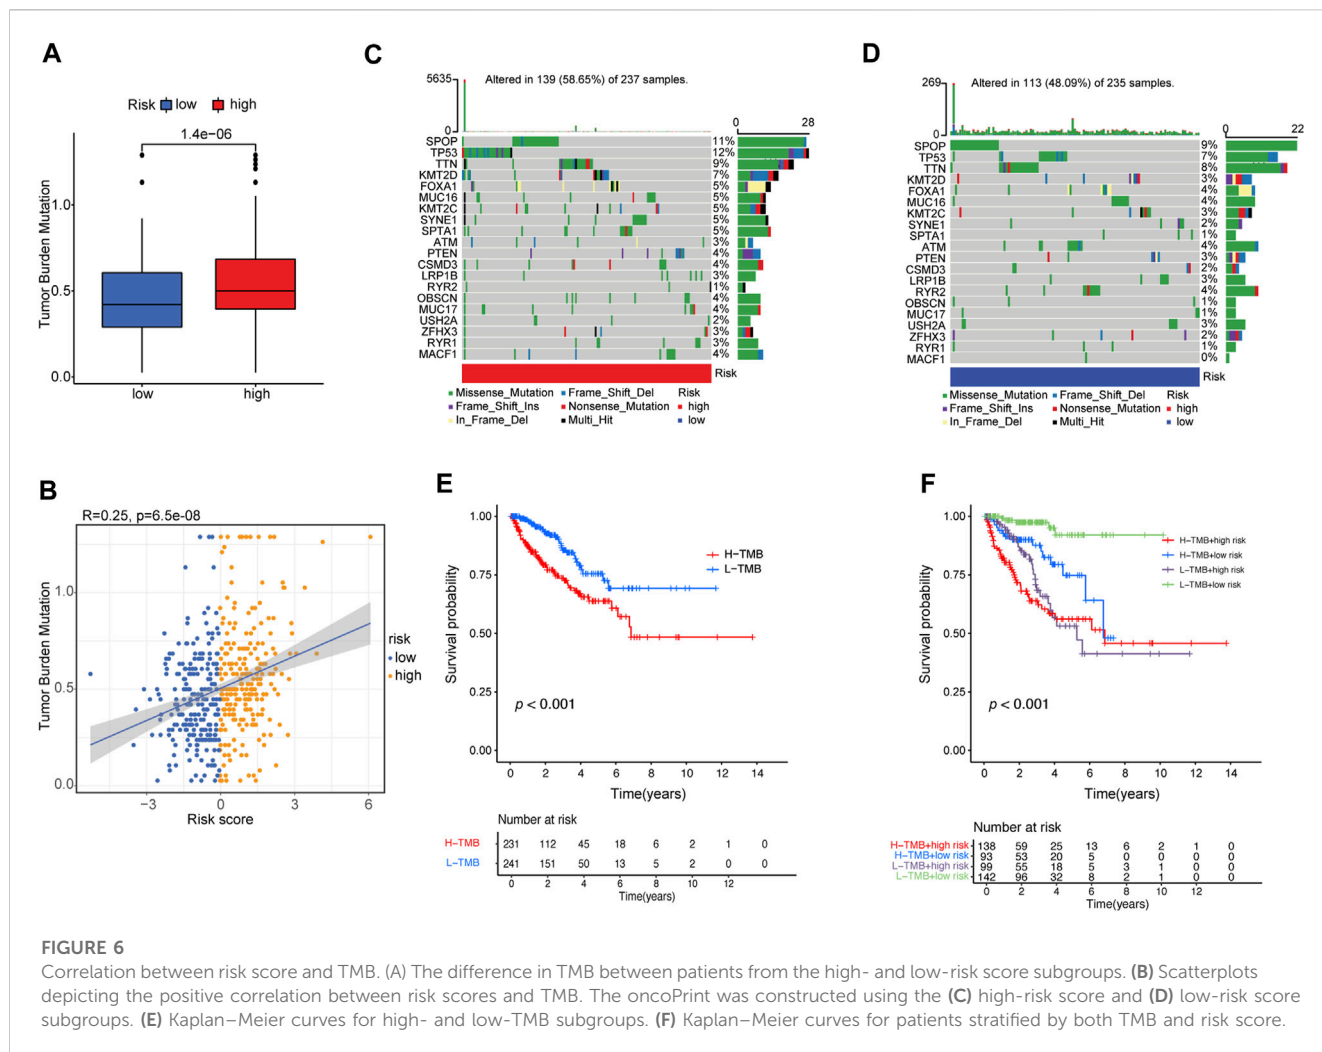 A
Risk low high
1.4e−06
Tumor Burden Mutation
1.0
0.5
0.0
low high
C
5635
0
Altered in 139 (58.65%) of 237 samples.
0 28
SPOP 11%
TP53 12%
TTN 9%
KMT2D 7%
FOXA1 5%
MUC16 5%
KMT2C 5%
SYNE1 5%
SPTA1 5%
ATM 3%
PTEN 4%
CSMD3 4%
LRP1B 3%
RYR2 1%
OBSCN 4%
MUC17 4%
USH2A 2%
ZFHX3 3%
RYR1 3%
MACF1 4%
Risk
Missense_Mutation Frame_Shift_Del Risk
Frame_Shift_Ins Nonsense_Mutation high
In_Frame_Del Multi_Hit low
D
269
0
Altered in 113 (48.09%) of 235 samples.
0 22
SPOP 9%
TP53 7%
TTN 8%
KMT2D 3%
FOXA1 4%
MUC16 4%
KMT2C 3%
SYNE1 2%
SPTA1 1%
ATM 4%
PTEN 3%
CSMD3 2%
LRP1B 3%
RYR2 4%
OBSCN 1%
MUC17 1%
USH2A 3%
ZFHX3 2%
RYR1 1%
MACF1 0%
Risk
Missense_Mutation Frame_Shift_Del Risk
Frame_Shift_Ins Nonsense_Mutation high
In_Frame_Del Multi_Hit low
B
R=0.25, p=6.5e−08
Tumor Burden Mutation
1.0
0.5
0.0
−3 0 3 6
Risk score
risk
low
high
E
Survival probability
1.00
0.75
0.50
0.25
0.00
H−TMB
L−TMB
p < 0.001
0 2 4 6 8 10 12 14
Time(years)
Number at risk
H−TMB 231 112 45 18 6 2 1 0
L−TMB 241 151 50 13 5 2 0 0
0 2 4 6 8 10 12
Time(years)
F
Survival probability
1.00
0.75
0.50
0.25
0.00
H−TMB+high risk
H−TMB+low risk
L−TMB+high risk
L−TMB+low risk
p < 0.001
0 2 4 6 8 10 12 14
Time(years)
Number at risk
H−TMB+high risk 138 59 25 13 6 2 1 0
H−TMB+low risk 93 53 20 5 0 0 0 0
L−TMB+high risk 99 55 18 5 3 1 0 0
L−TMB+low risk 142 96 32 8 2 1 0 0
0 2 4 6 8 10 12
Time(years)
FIGURE 6
Correlation between risk score and TMB. (A) The difference in TMB between patients from the high- and low-risk score subgroups. (B) Scatterplots
depicting the positive correlation between risk scores and TMB. The oncoPrint was constructed using the (C) high-risk score and (D) low-risk score
subgroups. (E) Kaplan–Meier curves for high- and low-TMB subgroups. (F) Kaplan–Meier curves for patients stratified by both TMB and risk score.